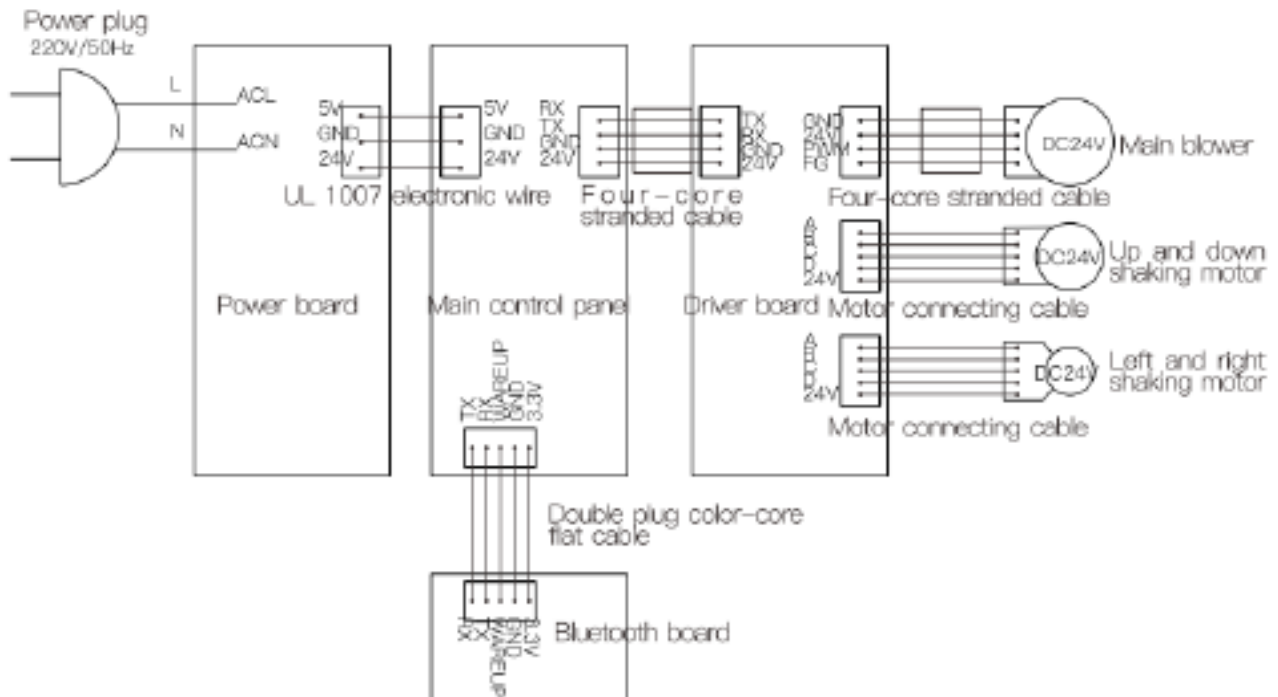 Power plug
220V/50Hz
L
ACL
N
ACN
5V
GND
24V
5V
GND
24V
UL 1007 electronic wire
RX
TX
GND
24V
TX
RX
GND
24V
Four-core
stranded cable
GND
24V
PWM
FG
DC24V
Main blower
Four-core stranded cable
A
B
C
D
24V
DC24V
Up and down
shaking motor
Motor connecting cable
A
B
C
D
24V
DC24V
Left and right
shaking motor
Motor connecting cable
Power board
Main control panel
Driver board
TX
RX
WAREUP
GND
3.3V
Double plug color-core
flat cable
RX
TX
WAREUP
GND
3.3V
Bluetooth board